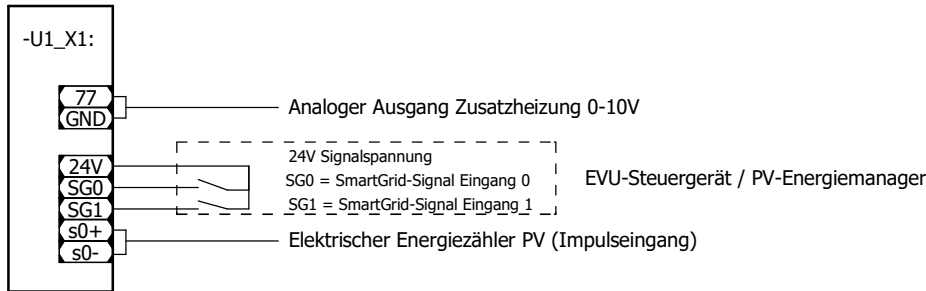 -U1_X1:
77
GND
Analoger Ausgang Zusatzheizung 0-10V
24V
SG0
SG1
s0+
s0-
24V Signalspannung
SG0 = SmartGrid-Signal Eingang 0
SG1 = SmartGrid-Signal Eingang 1
EVU-Steuergerät / PV-Energiemanager
Elektrischer Energiezähler PV (Impulseingang)